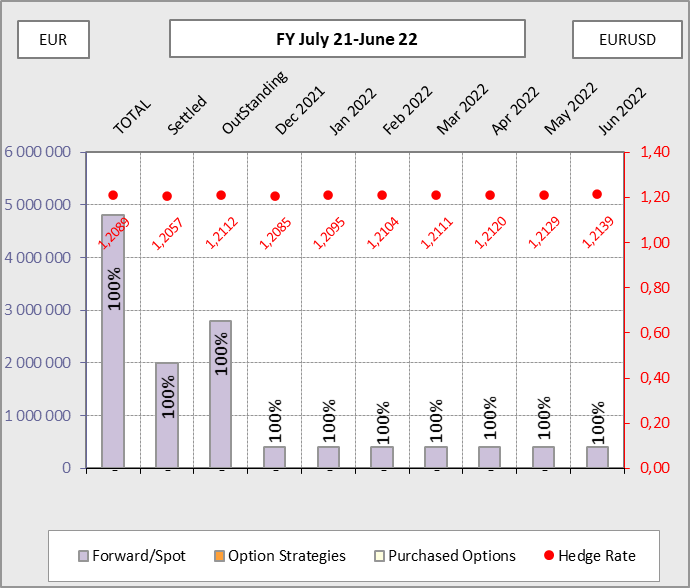 EUR
FY July 21-June 22
EURUSD
TOTAL
Settled
OutStanding
Dec 2021
Jan 2022
Feb 2022
Mar 2022
Apr 2022
May 2022
Jun 2022
6 000 000
5 000 000
4 000 000
3 000 000
2 000 000
1 000 000
0
1,40
1,20
1,00
0,80
0,60
0,40
0,20
0,00
1,2089
1,2057
1,2112
1,2085
1,2095
1,2104
1,2111
1,2120
1,2129
1,2139
100%
100%
100%
100%
100%
100%
100%
100%
100%
100%
- - - - - - - - - -
Forward/Spot
Option Strategies
Purchased Options
Hedge Rate